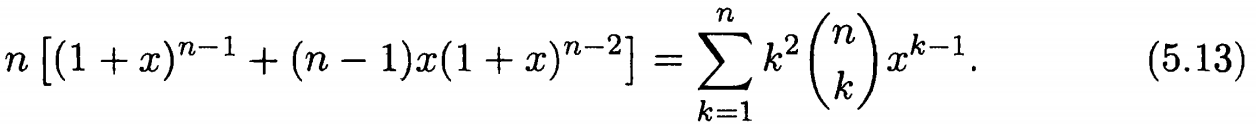 n [(1 + x)^{n−1} + (n − 1)x(1 + x)^{n−2}] = \sum_{k=1}^{n} k^2 \binom{n}{k} x^{k−1}. (5.13)